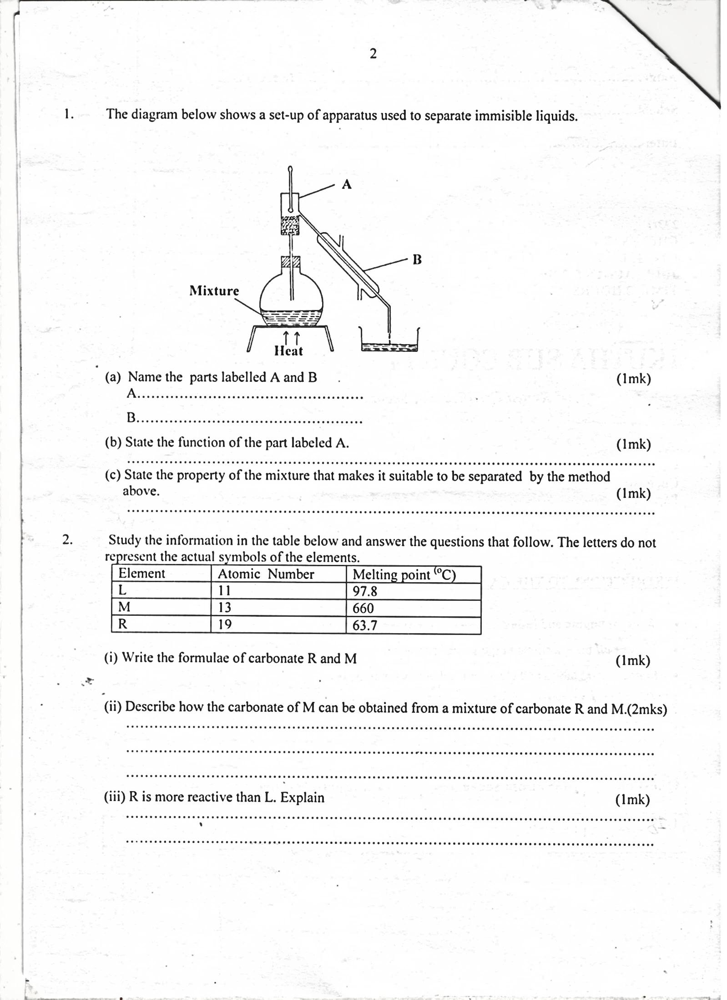 2
1. The diagram below shows a set-up of apparatus used to separate immisible liquids.
A
B
Mixture
Heat
(a) Name the parts labelled A and B (1mk)
A................................................
B................................................
(b) State the function of the part labeled A. (1mk)
................................................................................................................
(c) State the property of the mixture that makes it suitable to be separated by the method
above. (1mk)
................................................................................................................
2. Study the information in the table below and answer the questions that follow. The letters do not
represent the actual symbols of the elements.
Element Atomic Number Melting point (⁰C)
L 11 97.8
M 13 660
R 19 63.7
(i) Write the formulae of carbonate R and M (1mk)
(ii) Describe how the carbonate of M can be obtained from a mixture of carbonate R and M.(2mks)
................................................................................................................
................................................................................................................
................................................................................................................
(iii) R is more reactive than L. Explain (1mk)
................................................................................................................
................................................................................................................